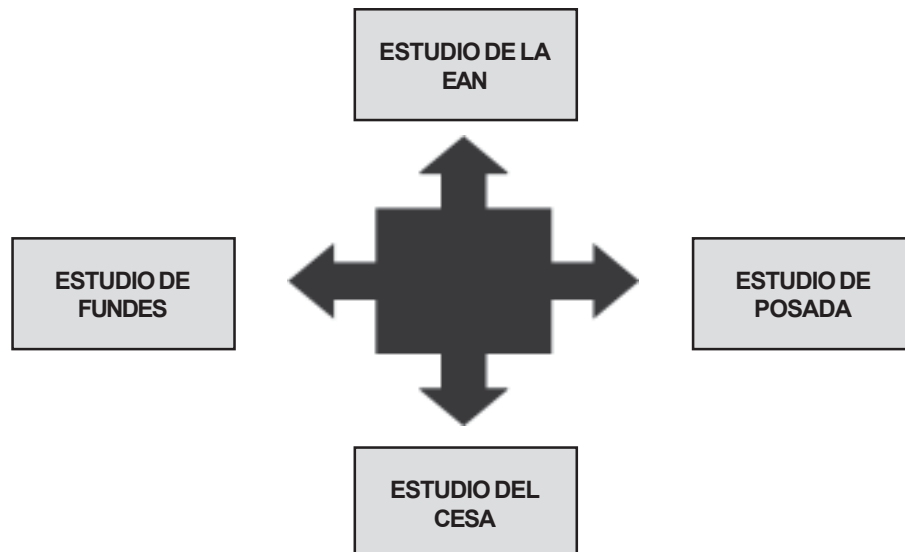 ESTUDIO DE LA
EAN
ESTUDIO DE
FUNDES
ESTUDIO DE
POSADA
ESTUDIO DEL
CESA